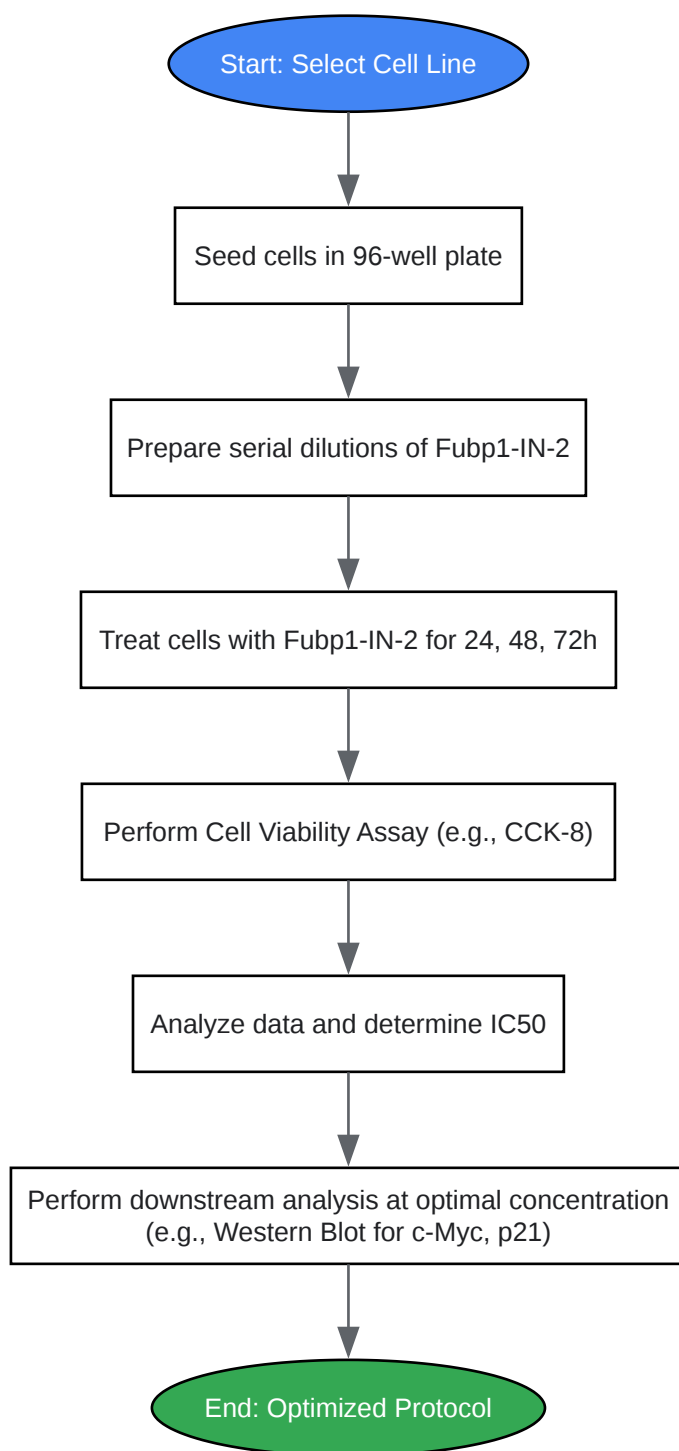 Start: Select Cell Line
Seed cells in 96-well plate
Prepare serial dilutions of Fubp1-IN-2
Treat cells with Fubp1-IN-2 for 24, 48, 72h
Perform Cell Viability Assay (e.g., CCK-8)
Analyze data and determine IC50
Perform downstream analysis at optimal concentration
(e.g., Western Blot for c-Myc, p21)
End: Optimized Protocol